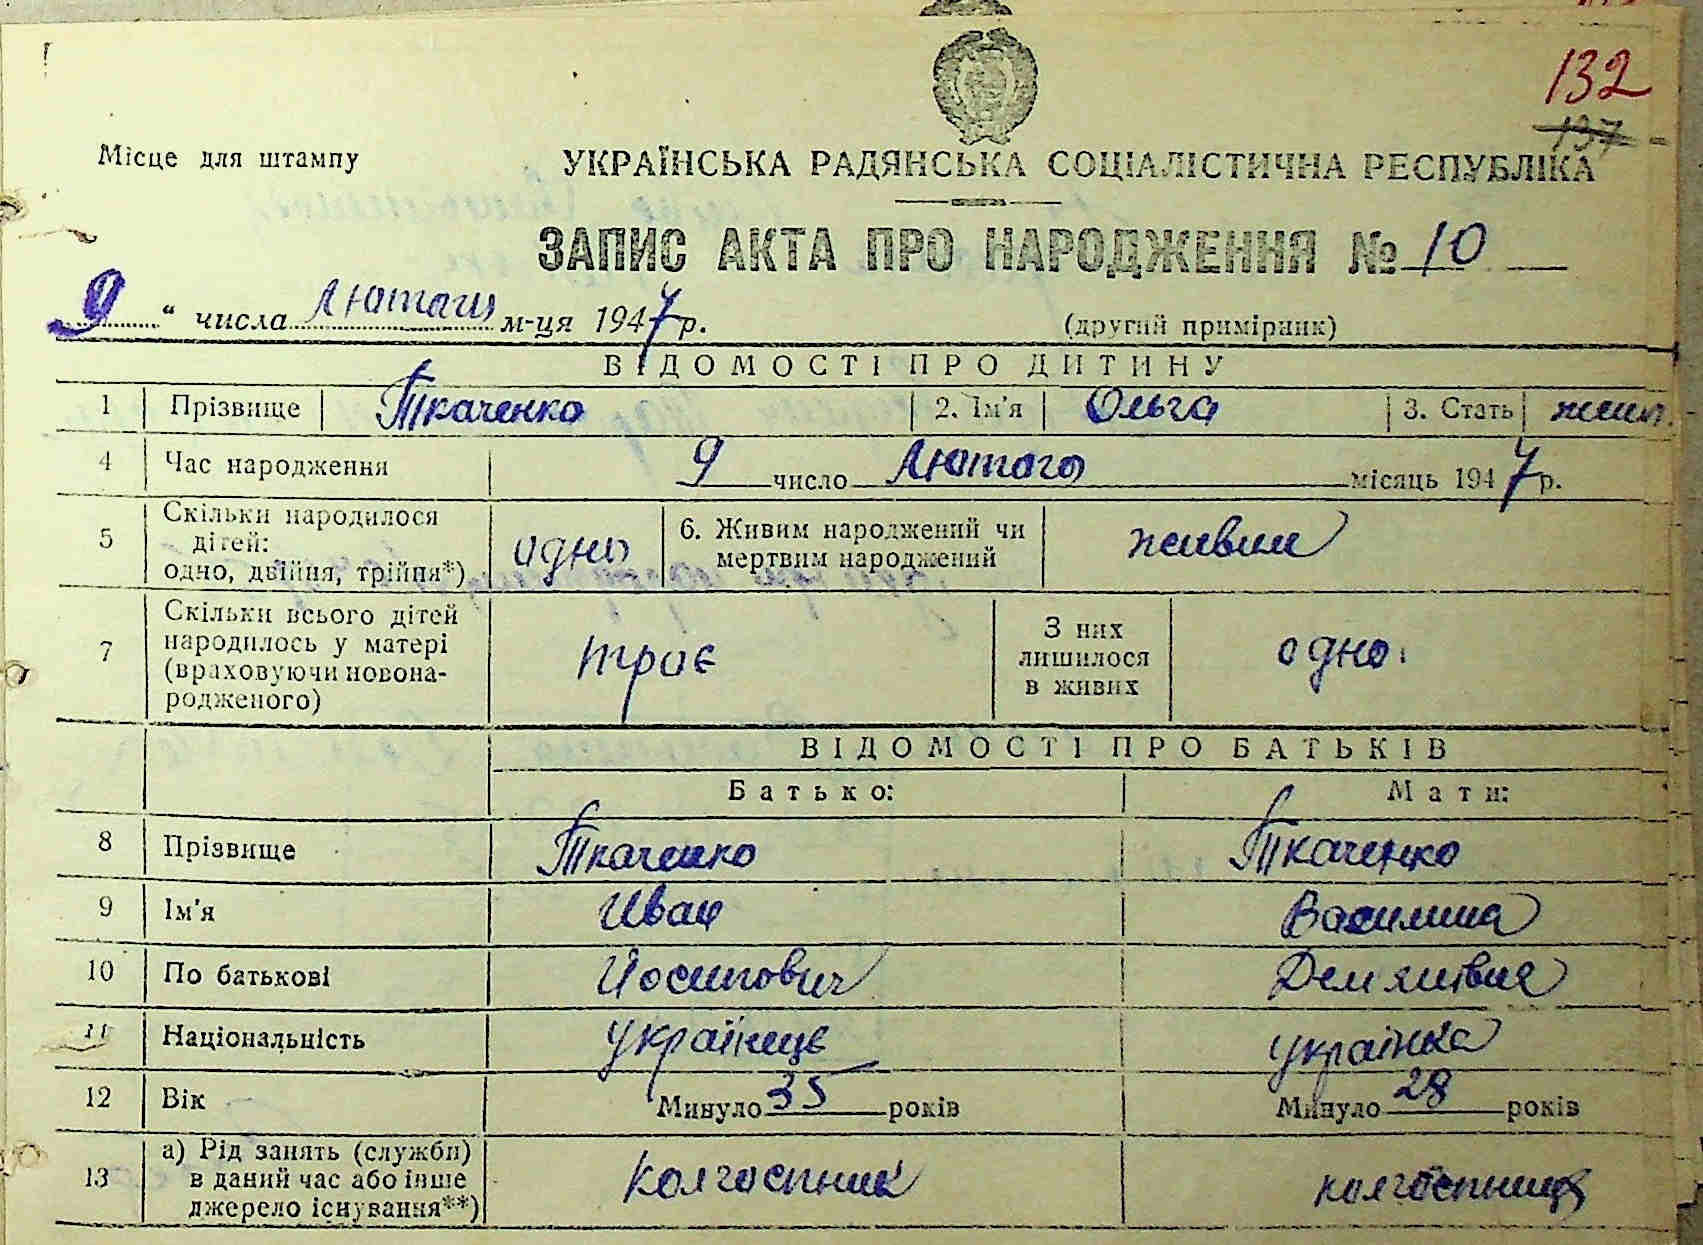 132
137
Місце для штампу
УКРАЇНСЬКА РАДЯНСЬКА СОЦІАЛІСТИЧНА РЕСПУБЛІКА
ЗАПИС АКТА ПРО НАРОДЖЕННЯ № 10
9 “ числа лютого м-ця 1947 р.
(другий примірник)
ВІДОМОСТІ ПРО ДИТИНУ
1 Прізвище Ткаченко 2. Ім'я Ольга 3. Стать жіноч.
4 Час народження 9 число лютого місяць 1947 р.
5 Скільки народилося дітей: одно, двійня, трійня*) одно 6. Живим народжений чи мертвим народжений живим
7 Скільки всього дітей народилось у матері (враховуючи новонародженого) троє З них лишилося в живих одно
ВІДОМОСТІ ПРО БАТЬКІВ
Батько: Мати:
8 Прізвище Ткаченко Ткаченко
9 Ім'я Иван Василина
10 По батькові Йосипович Демянівна
11 Національність українець українка
12 Вік Минуло 35 років Минуло 28 років
13 а) Рід занять (служби) в даний час або інше джерело існування**) колгоспник колгоспниця